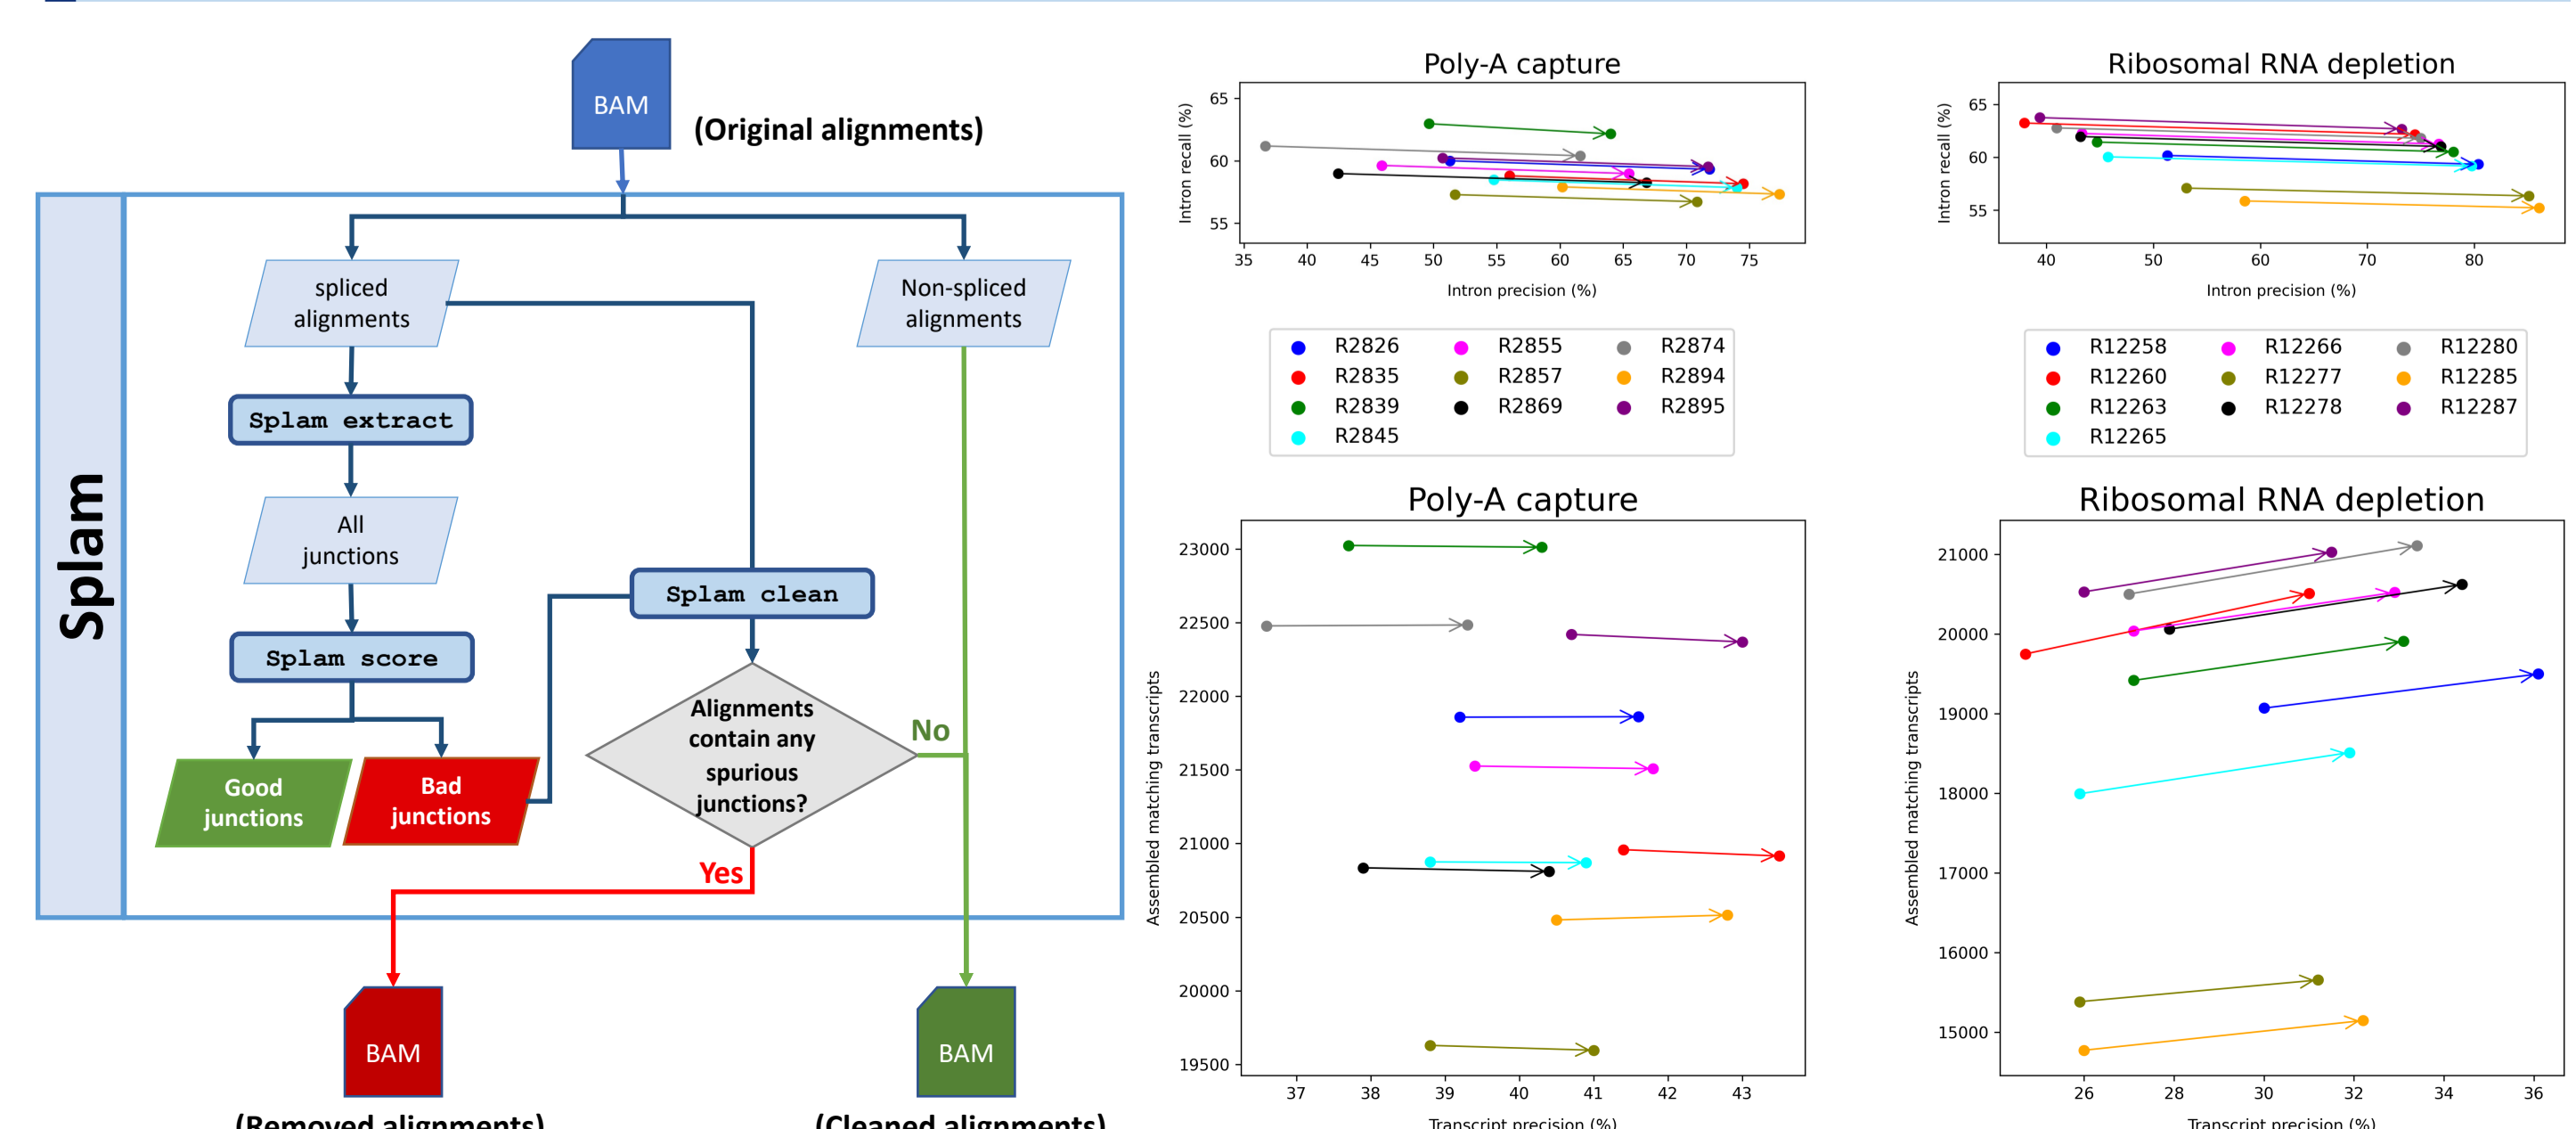 BAM
(Original alignments)
Splam
spliced
alignments
Non-spliced
alignments
Splam extract
All
junctions
Splam score
Splam clean
Good
junctions
Bad
junctions
Alignments
contain any
spurious
junctions?
No
Yes
BAM
BAM
(Removed alignments)
(Cleaned alignments)
Poly-A capture
Intron recall (%)
65
60
55
35 40 45 50 55 60 65 70 75
Intron precision (%)
R2826 R2855 R2874
R2835 R2857 R2894
R2839 R2869 R2895
R2845
Ribosomal RNA depletion
Intron recall (%)
65
60
55
40 50 60 70 80
Intron precision (%)
R12258 R12266 R12280
R12260 R12277 R12285
R12263 R12278 R12287
R12265
Poly-A capture
Assembled matching transcripts
23000
22500
22000
21500
21000
20500
20000
19500
37 38 39 40 41 42 43
Transcript precision (%)
Ribosomal RNA depletion
Assembled matching transcripts
21000
20000
19000
18000
17000
16000
15000
26 28 30 32 34 36
Transcript precision (%)